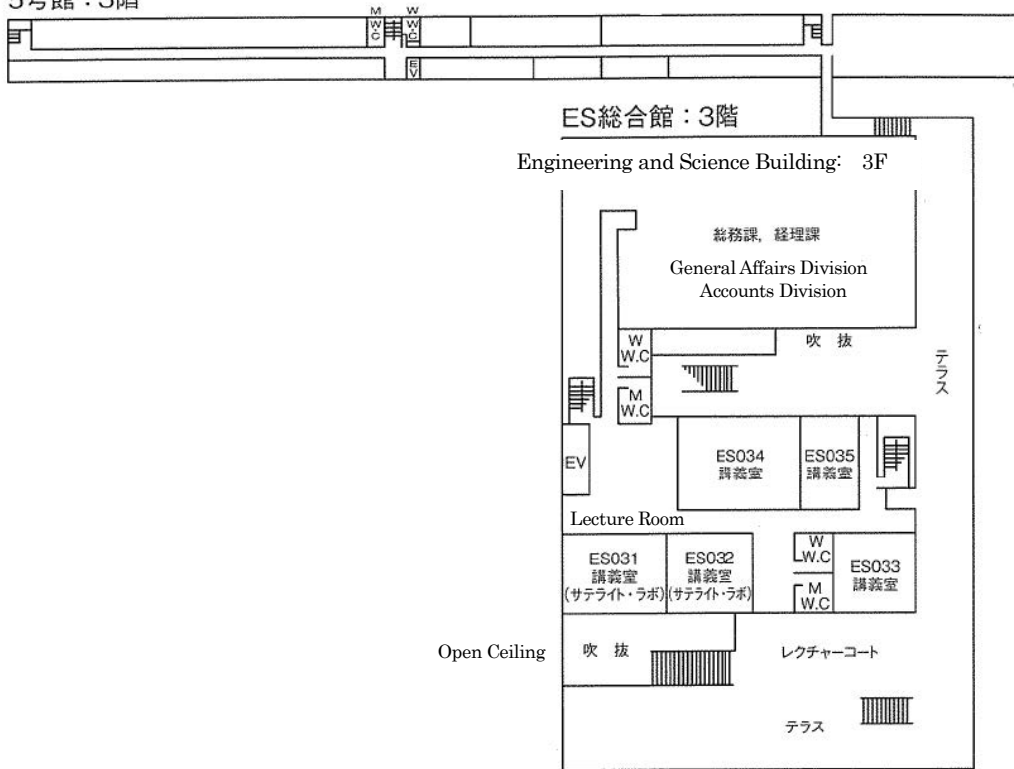 5号館：3階
M
W
C
W
W
C
EV
ES総合館：3階
Engineering and Science Building: 3F
総務課，経理課
General Affairs Division
Accounts Division
W
W.C
吹 抜
テラス
M
W.C
EV
ES034
講義室
ES035
講義室
Lecture Room
ES031
講義室
(サテライト・ラボ)
ES032
講義室
(サテライト・ラボ)
W
W.C
M
W.C
ES033
講義室
Open Ceiling
吹 抜
レクチャーコート
テラス